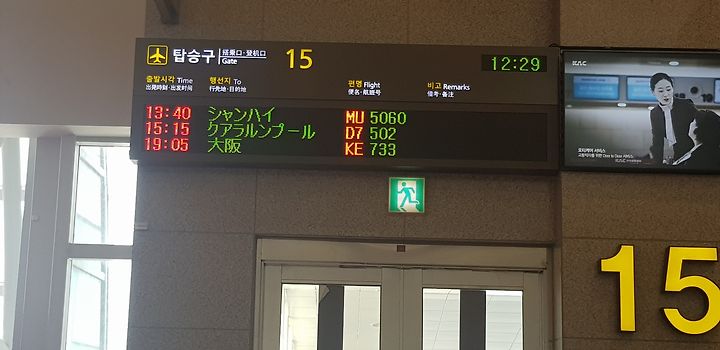 탑승구 搭乗口·登机口 Gate 15 12:29
출발시각 Time 행선지 To 편명 Flight 비고 Remarks
出発時刻·出发时间 行先地·目的地 便名·航班号 備考·备注
13:40 シャンハイ MU 5060
15:15 クアラルンプール D7 502
19:05 大阪 KE 733
KAC
15